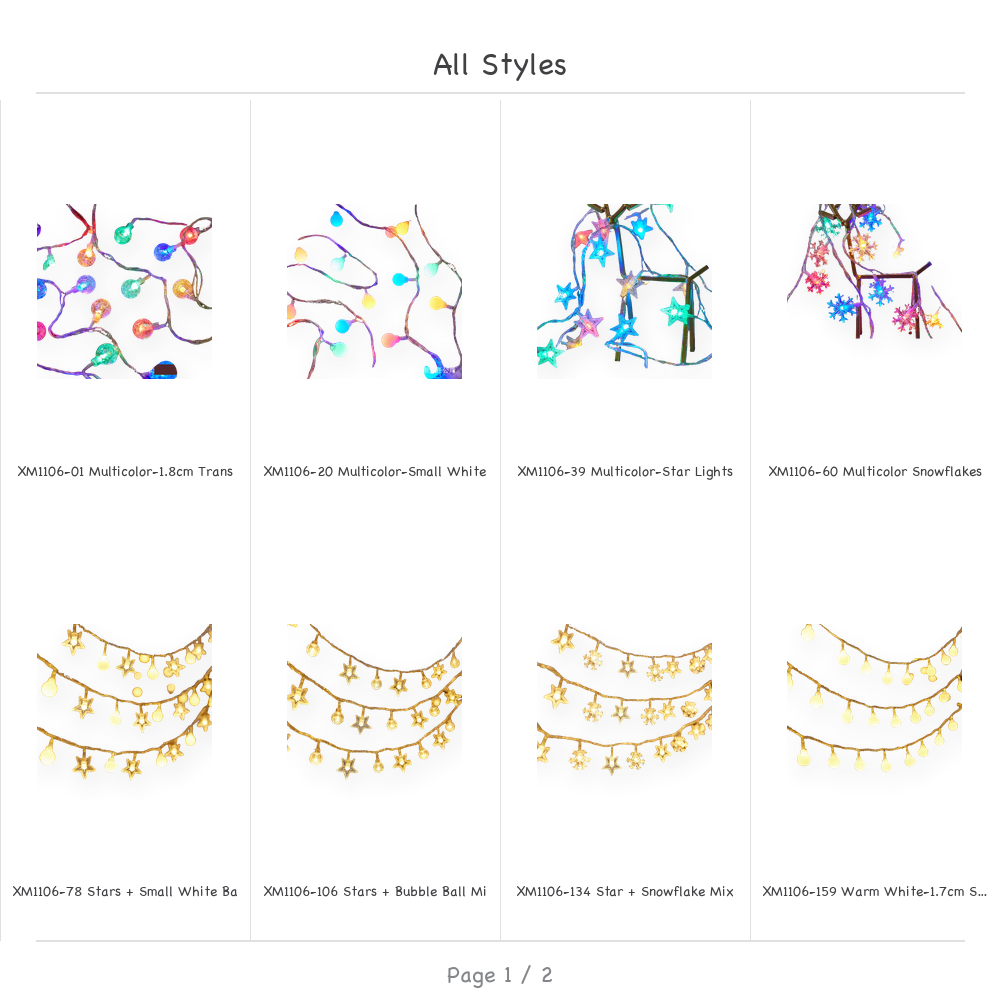 All Styles
XM1106-01 Multicolor-1.8cm Trans
XM1106-20 Multicolor-Small White
XM1106-39 Multicolor-Star Lights
XM1106-60 Multicolor Snowflakes
XM1106-78 Stars + Small White Ba
XM1106-106 Stars + Bubble Ball Mi
XM1106-134 Star + Snowflake Mix
XM1106-159 Warm White-1.7cm S...
Page 1 / 2